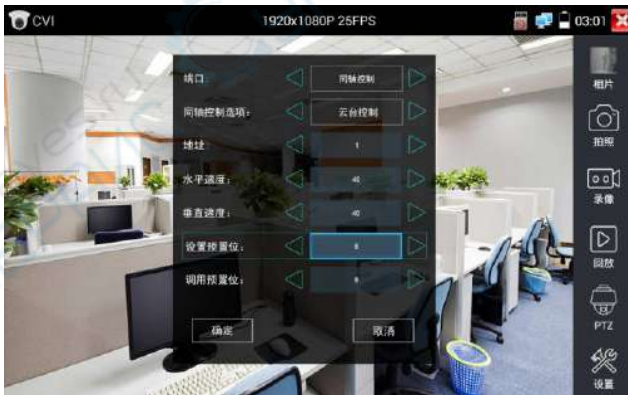 CVI 1920x1080P 25FPS 03:01
端口： 同轴控制
同轴控制选项： 云台控制
地址 1
水平速度： 40
垂直速度： 40
设置预置位：
调用预置位：
确定 取消
相片
拍照
录像
回放
PTZ
设置